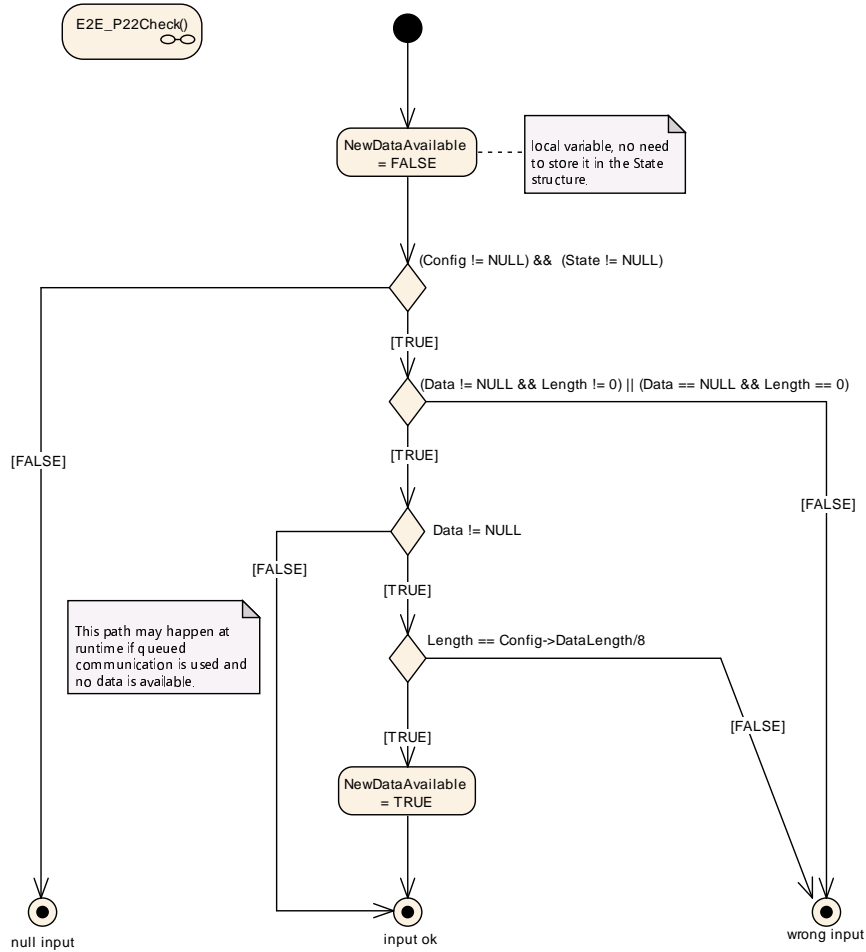 E2E_P22Check()
NewDataAvailable
= FALSE
local variable, no need
to store it in the State
structure.
(Config != NULL) && (State != NULL)
[TRUE]
(Data != NULL && Length != 0) || (Data == NULL && Length == 0)
[FALSE]
[TRUE]
[FALSE]
Data != NULL
[FALSE]
[TRUE]
This path may happen at
runtime if queued
communication is used and
no data is available.
Length == Config->DataLength/8
[FALSE]
[TRUE]
NewDataAvailable
= TRUE
null input
input ok
wrong input